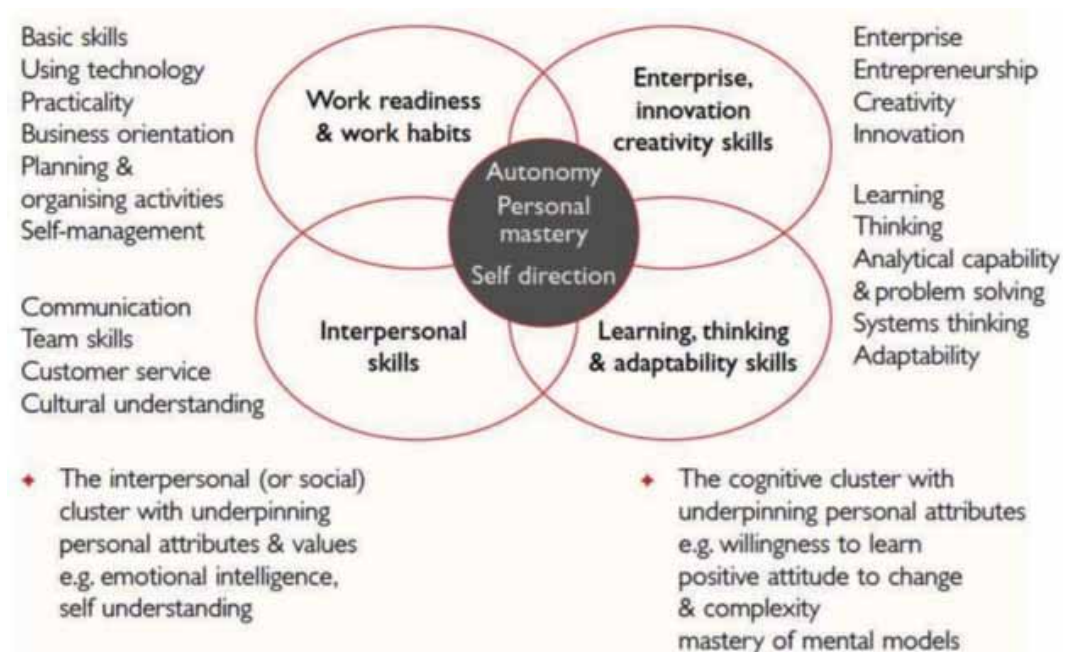 Basic skills
Using technology
Practicality
Business orientation
Planning &
organising activities
Self-management
Communication
Team skills
Customer service
Cultural understanding
Work readiness
& work habits
Enterprise,
innovation
creativity skills
Autonomy
Personal
mastery
Self direction
Interpersonal
skills
Learning, thinking
& adaptability skills
Enterprise
Entrepreneurship
Creativity
Innovation
Learning
Thinking
Analytical capability
& problem solving
Systems thinking
Adaptability
The interpersonal (or social)
cluster with underpinning
personal attributes & values
e.g. emotional intelligence,
self understanding
The cognitive cluster with
underpinning personal attributes
e.g. willingness to learn
positive attitude to change
& complexity
mastery of mental models